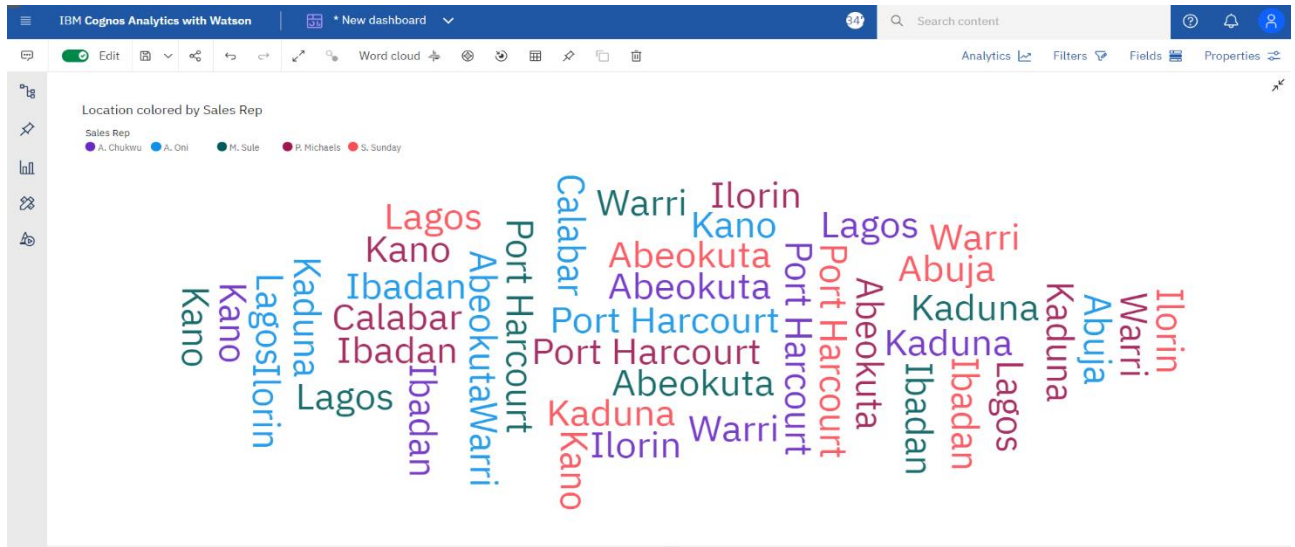 IBM Cognos Analytics with Watson * New dashboard Search content
Edit Word cloud Analytics Filters Fields Properties
Location colored by Sales Rep
Sales Rep
A. Chukwu A. Oni M. Sule P. Michaels S. Sunday
Calabar
Warri
Ilorin
Lagos
Port Harcourt
Kano
Lagos
Warri
Kano
Abeokuta
Abeokuta
Port Harcourt
Port Harcourt
Abuja
Kaduna
Ibadan
Abeokuta
Abeokuta
Kano
Kano
Lagos
Calabar
Port Harcourt
Kaduna
Kaduna
Abuja
Warri
Ilorin
Ibadan
Port Harcourt
Kaduna
Ilorin
Lagos
Ibadan
Warri
Abeokuta
Ibadan
Ibadan
Lagos
Kaduna
Kano
Ilorin
Warri